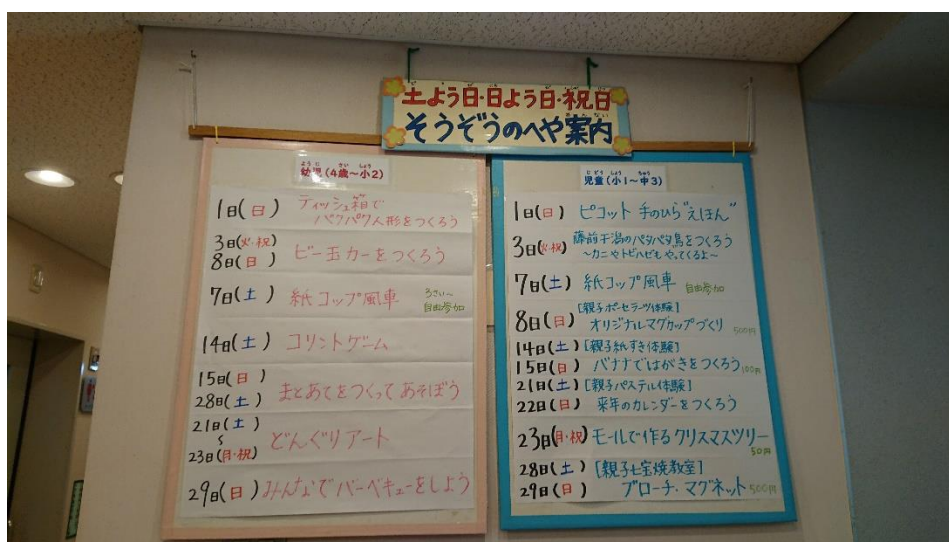 土よう日・日よう日・祝日
そうぞうのへや案内
幼児(4歳~小2)
1日(日) ティッシュ箱で
パクパク人形をつくろう
3日(火・祝)
8日(日) ビー玉カーをつくろう
7日(土) 紙コップ風車 3さい~
自由参加
14日(土) コリントゲーム
15日(日)
28日(土) まとあてをつくってあそぼう
21日(土)
~
23日(月・祝) どんぐりアート
29日(日) みんなでバーベキューをしよう
児童(小1~中3)
1日(日) ピコット 手のひら"えほん"
3日(火・祝) 藤前干潟のパタパタ鳥をつくろう
~カニやトビハゼもやってくるよ~
7日(土) 紙コップ風車 自由参加
8日(日) [親子ポーセラーツ体験]
オリジナルマグカップづくり 500円
14日(土) [親子紙すき体験]
15日(日) バナナではがきをつくろう 100円
21日(土) [親子パステル体験]
22日(日) 来年のカレンダーをつくろう
23日(月・祝) モールで作るクリスマスツリー
50円
28日(土) [親子七宝焼教室]
29日(日) ブローチ・マグネット 500円